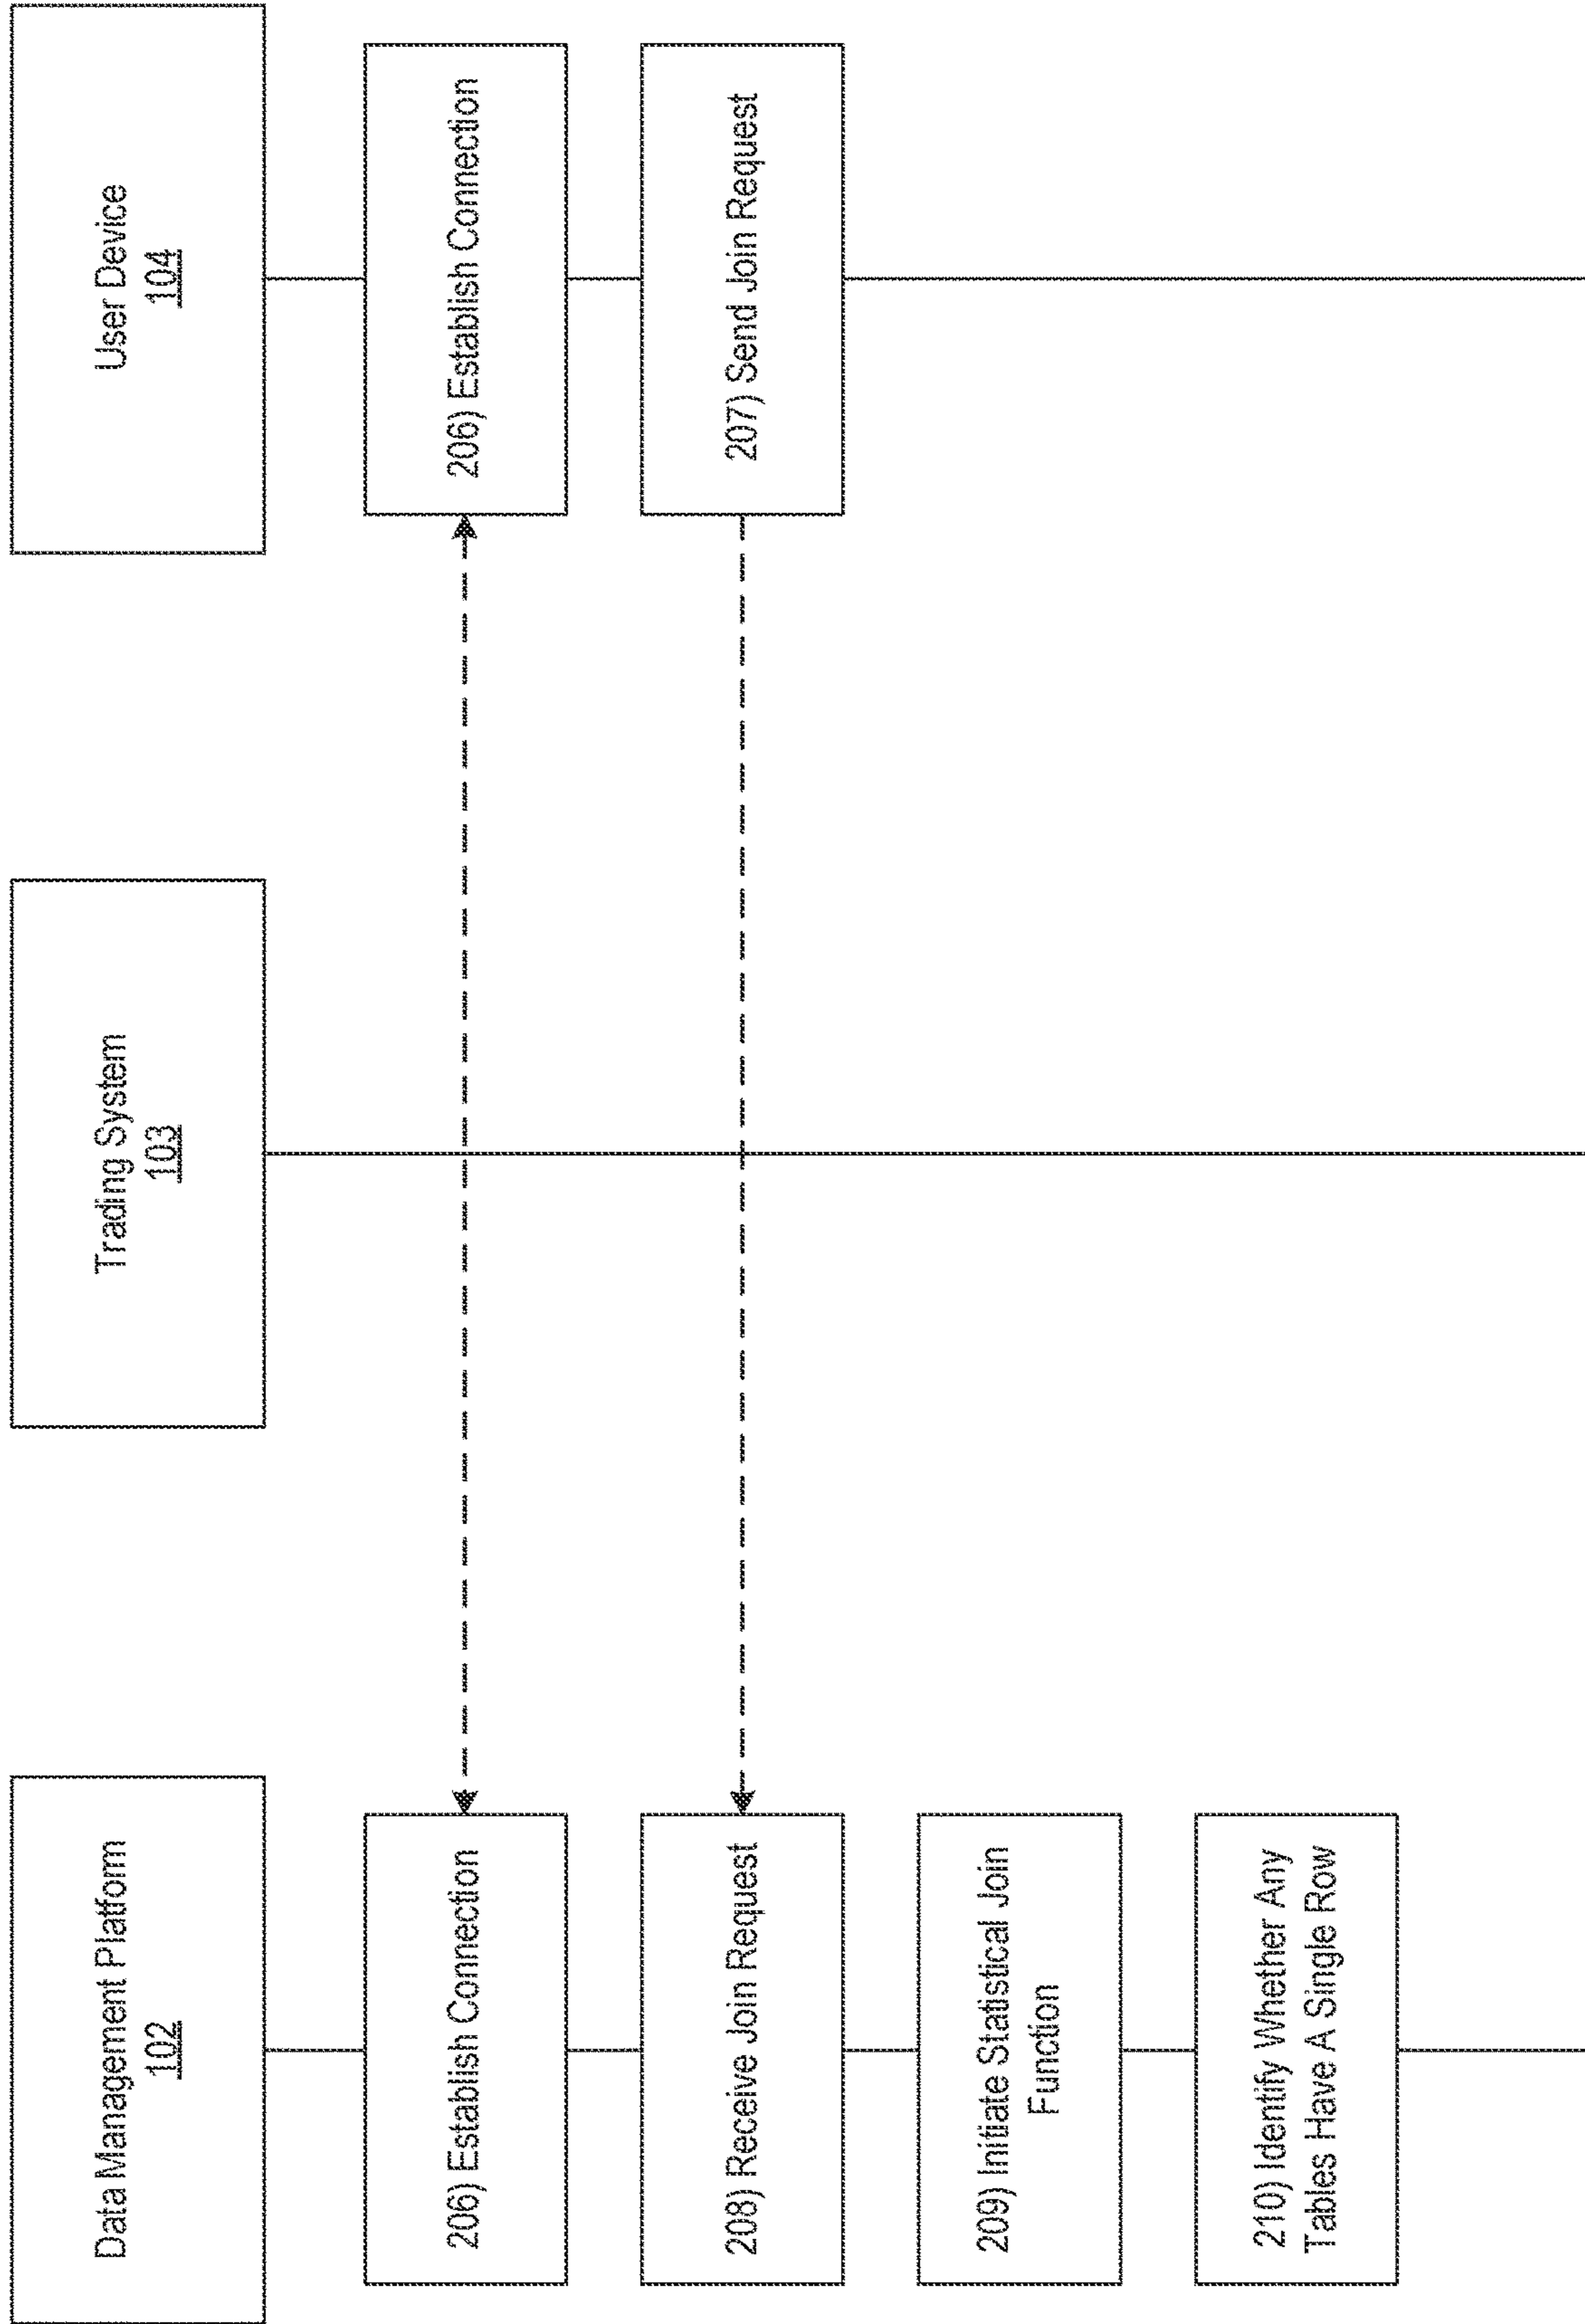 Data Management Platform
102
Trading System
103
User Device
104
206) Establish Connection
206) Establish Connection
208) Receive Join Request
207) Send Join Request
209) Initiate Statistical Join
Function
210) Identify Whether Any
Tables Have A Single Row